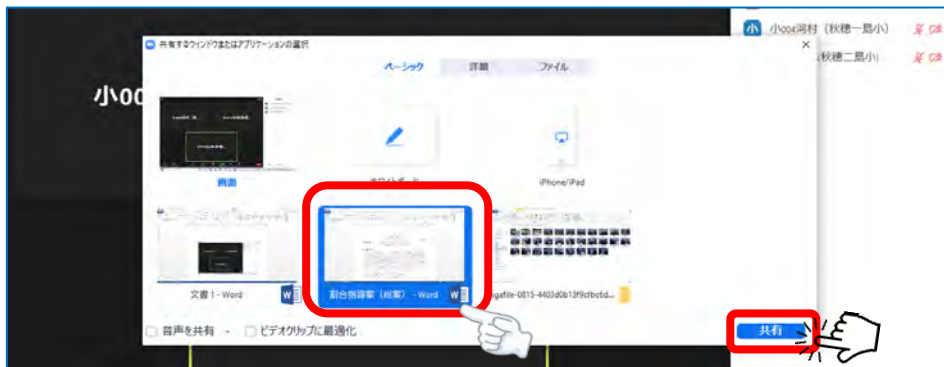 小004河村（秋穂一島小）
共有するウィンドウまたはアプリケーションの選択
秋穂二島小）
ベーシック
詳細
ファイル
小00
画面
ホワイトボード
iPhone/iPad
文書 1 - Word
割合指導案（総案） - Word
音声を共有
ビデオクリップに最適化
共有